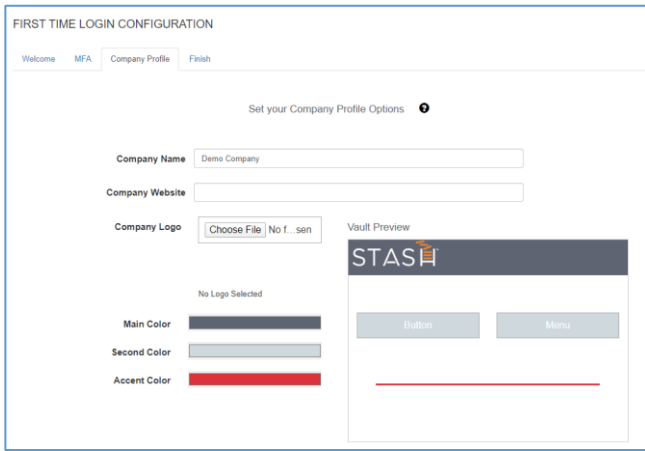 FIRST TIME LOGIN CONFIGURATION
Welcome MFA Company Profile Finish
Set your Company Profile Options ?
Company Name Demo Company
Company Website
Company Logo Choose File No f...sen Vault Preview
STASH
No Logo Selected
Main Color
Button Menu
Second Color
Accent Color